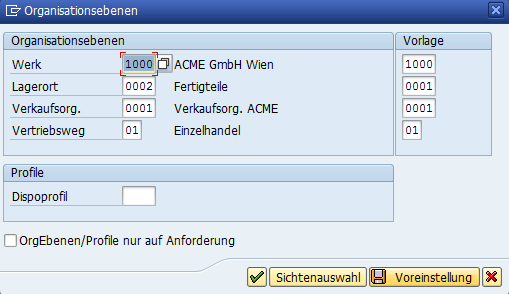 Organisationsebenen
Organisationsebenen Vorlage
Werk 1000 ACME GmbH Wien 1000
Lagerort 0002 Fertigteile 0001
Verkaufsorg. 0001 Verkaufsorg. ACME 0001
Vertriebsweg 01 Einzelhandel 01
Profile
Dispoprofil
OrgEbenen/Profile nur auf Anforderung
Sichtenauswahl Voreinstellung